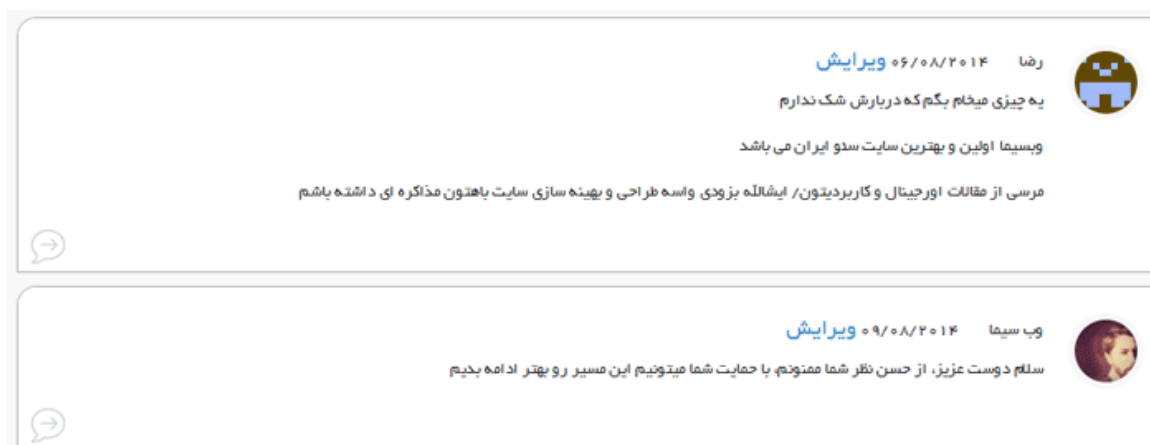 رضا ۰۶/۰۸/۲۰۱۴ ویرایش
یه چیزی میخام بگم که دربارش شک ندارم
وبسیما اولین و بهترین سایت سئو ایران می باشد
مرسی از مقالات اورجینال و کاربردیتون/ ایشالله بزودی واسه طراحی و بهینه سازی سایت باهتون مذاکره ای داشته باشم
وب سیما ۰۹/۰۸/۲۰۱۴ ویرایش
سلام دوست عزیز، از حسن نظر شما ممنونم، با حمایت شما میتونیم این مسیر رو بهتر ادامه بدیم